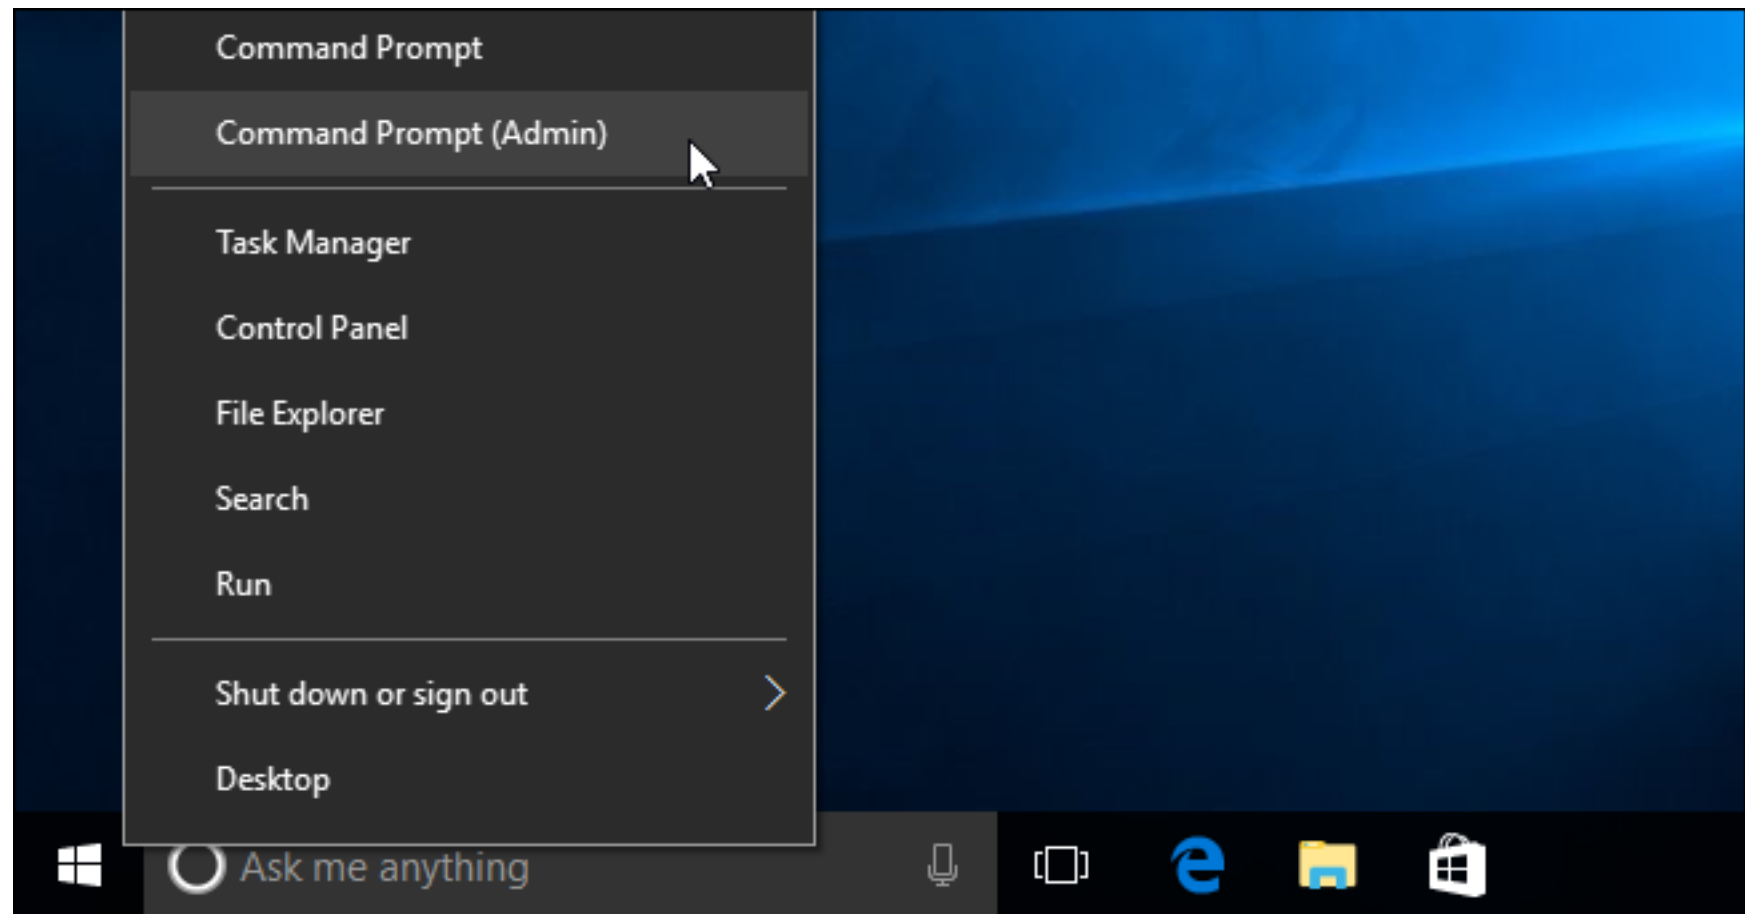 Command Prompt
Command Prompt (Admin)
Task Manager
Control Panel
File Explorer
Search
Run
Shut down or sign out
Desktop
Ask me anything